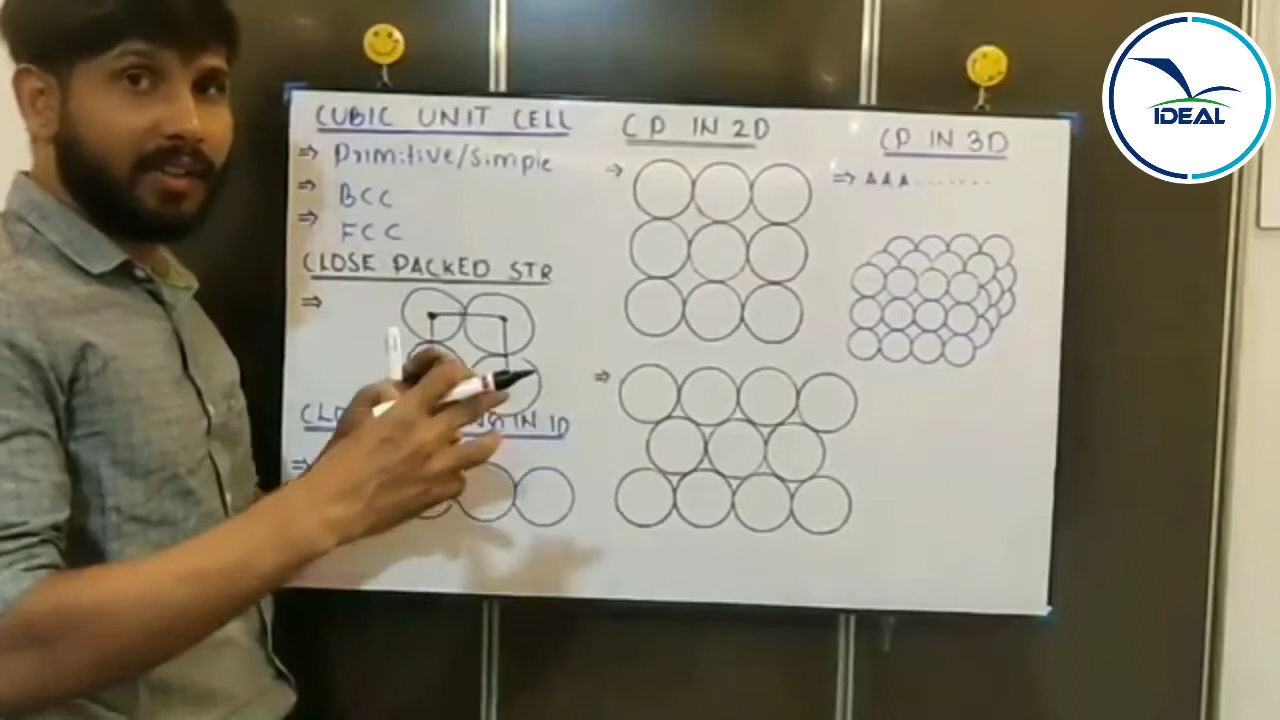 CUBIC UNIT CELL
⇒ Primitive/Simple
⇒ BCC
⇒ FCC
CLOSE PACKED STR
⇒
IN 1D
⇒
CP IN 2D
→
⇒
CP IN 3D
⇒ AAA.......
IDEAL